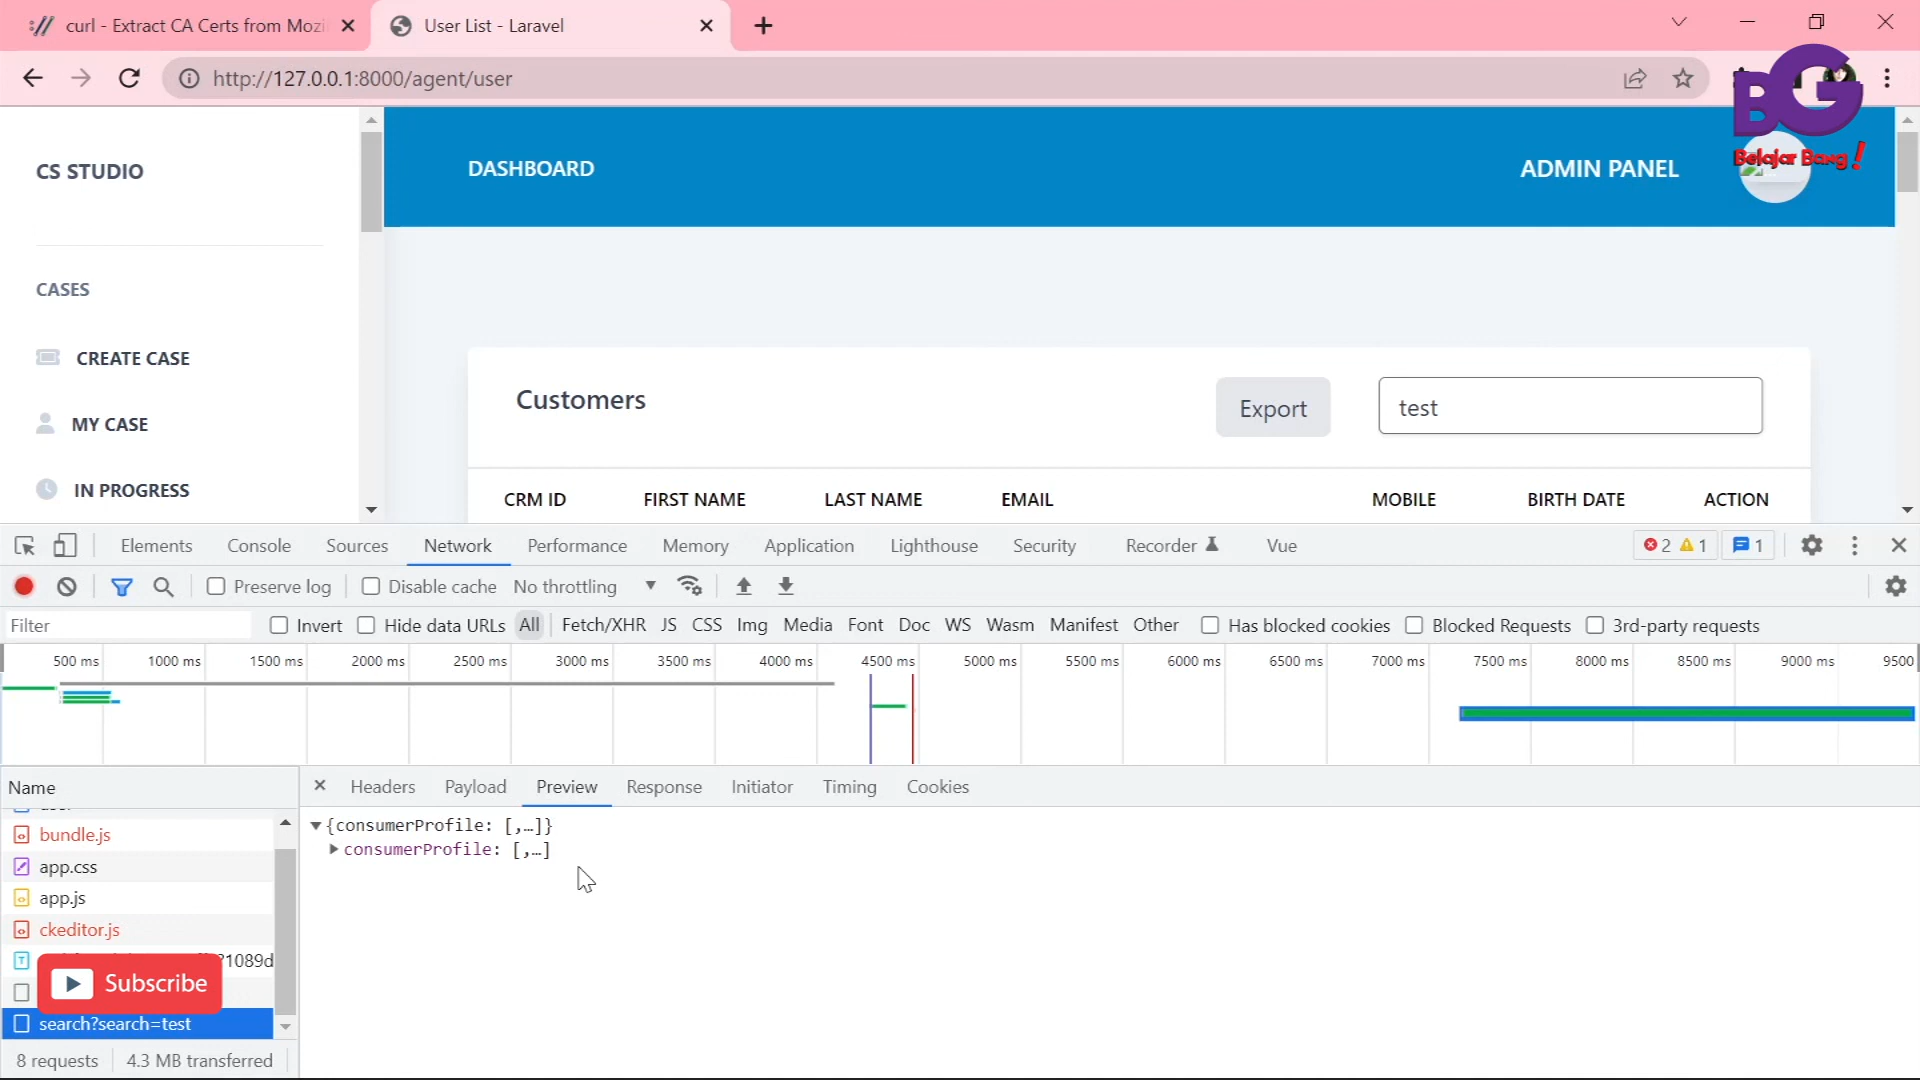 curl - Extract CA Certs from Mozi
User List - Laravel
http://127.0.0.1:8000/agent/user
BG
Belajar Bang!
CS STUDIO
DASHBOARD
ADMIN PANEL
CASES
CREATE CASE
MY CASE
IN PROGRESS
Customers
Export
test
CRM ID FIRST NAME LAST NAME EMAIL MOBILE BIRTH DATE ACTION
Elements Console Sources Network Performance Memory Application Lighthouse Security Recorder Vue
2 1 1
Preserve log Disable cache No throttling
Filter Invert Hide data URLs All Fetch/XHR JS CSS Img Media Font Doc WS Wasm Manifest Other Has blocked cookies Blocked Requests 3rd-party requests
500 ms 1000 ms 1500 ms 2000 ms 2500 ms 3000 ms 3500 ms 4000 ms 4500 ms 5000 ms 5500 ms 6000 ms 6500 ms 7000 ms 7500 ms 8000 ms 8500 ms 9000 ms 9500
Name
Headers Payload Preview Response Initiator Timing Cookies
{consumerProfile: [,…]}
consumerProfile: [,…]
bundle.js
app.css
app.js
ckeditor.js
1089d
Subscribe
search?search=test
8 requests 4.3 MB transferred